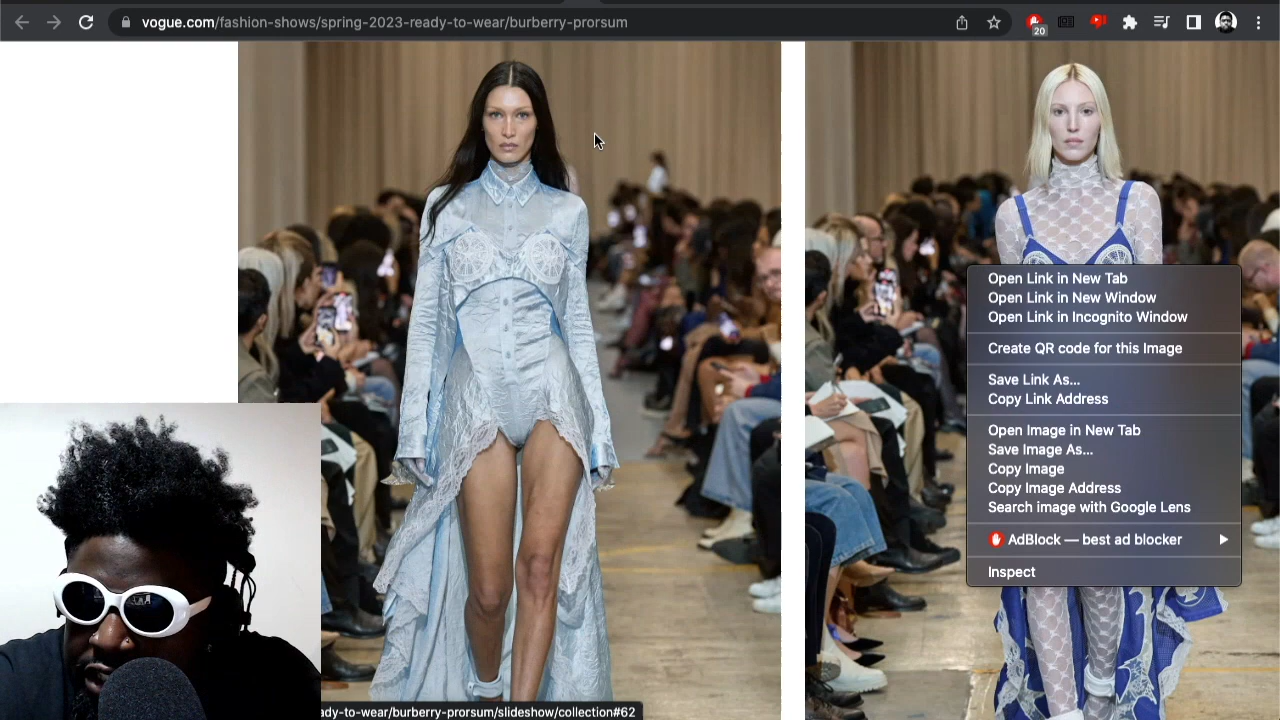 vogue.com/fashion-shows/spring-2023-ready-to-wear/burberry-prorsum
20
Open Link in New Tab
Open Link in New Window
Open Link in Incognito Window
Create QR code for this Image
Save Link As...
Copy Link Address
Open Image in New Tab
Save Image As...
Copy Image
Copy Image Address
Search image with Google Lens
AdBlock — best ad blocker
Inspect
ady-to-wear/burberry-prorsum/slideshow/collection#62